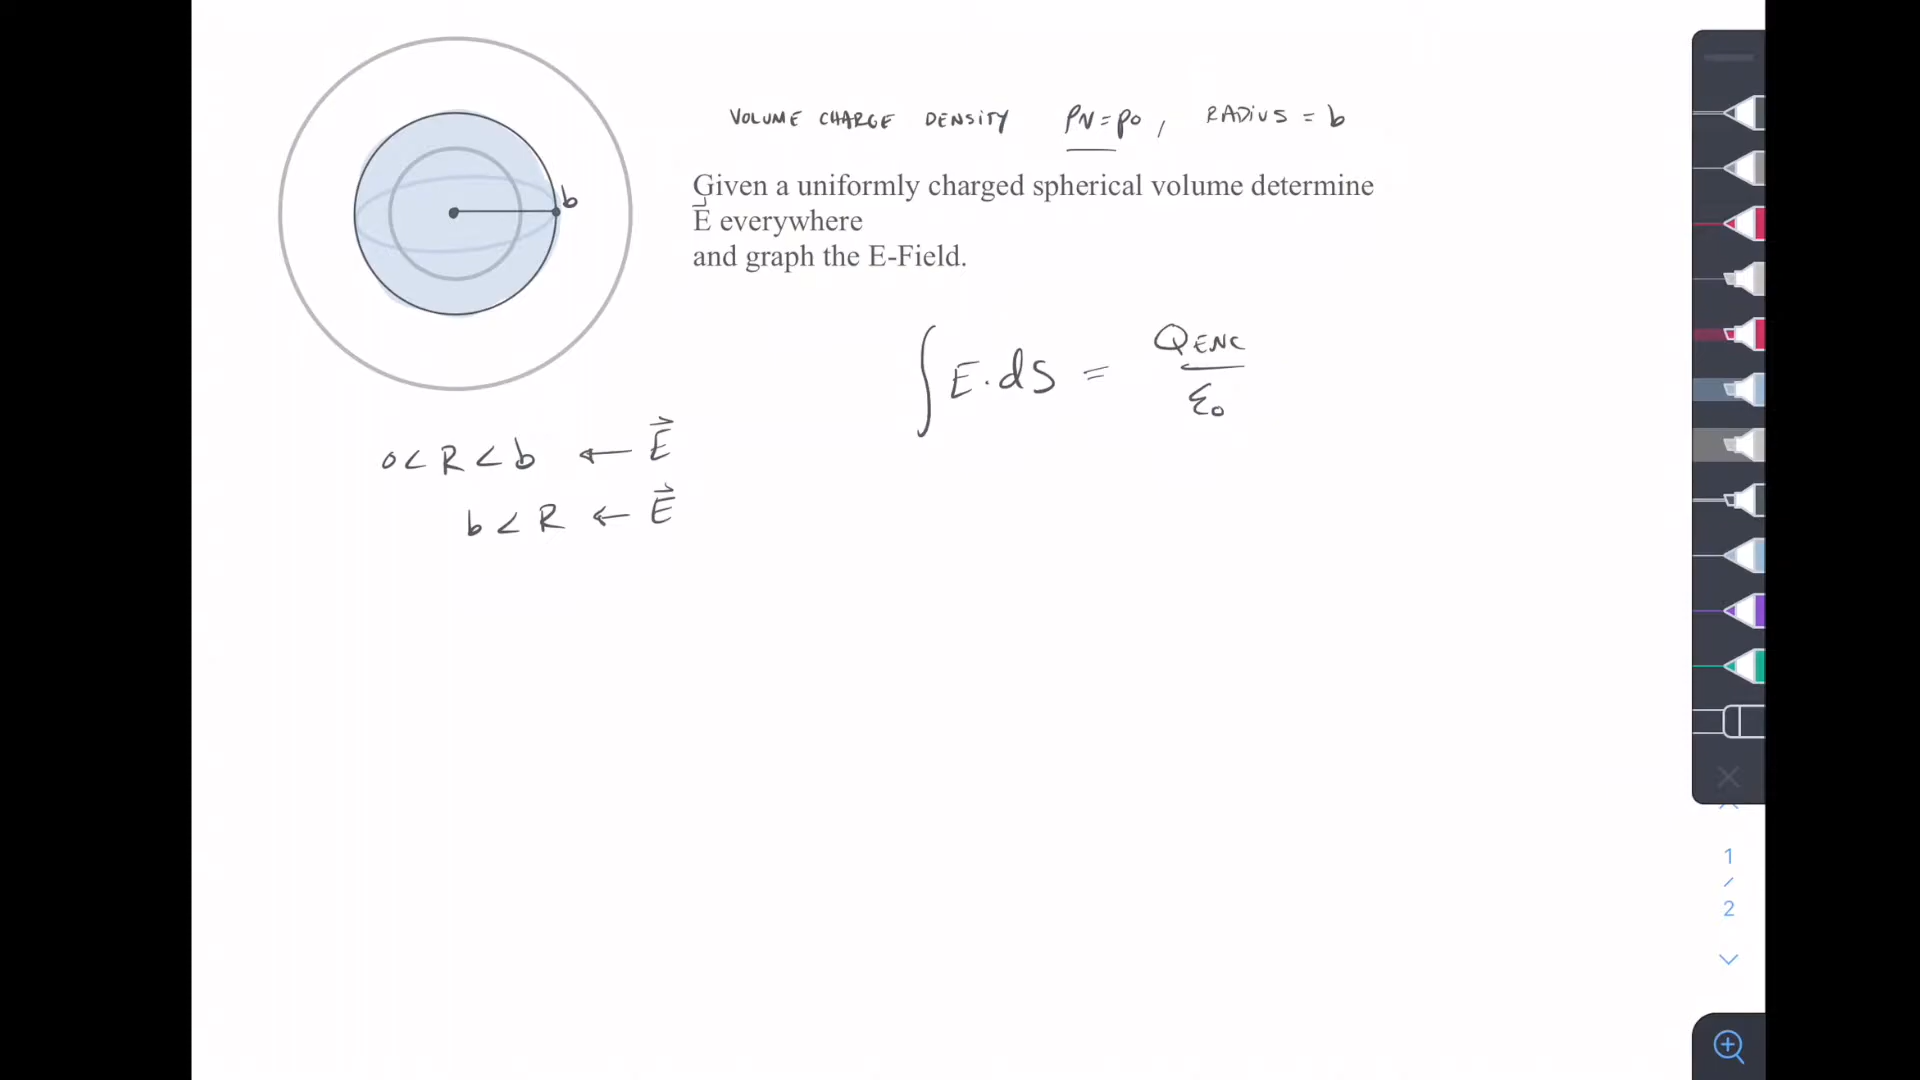 VOLUME CHARGE DENSITY ρv=ρ0, RADIUS = b
b
Given a uniformly charged spherical volume determine
E⃗ everywhere
and graph the E-Field.
∫ E · dS = QENC / ε0
0 < R < b ← E⃗
b < R ← E⃗
1
/
2